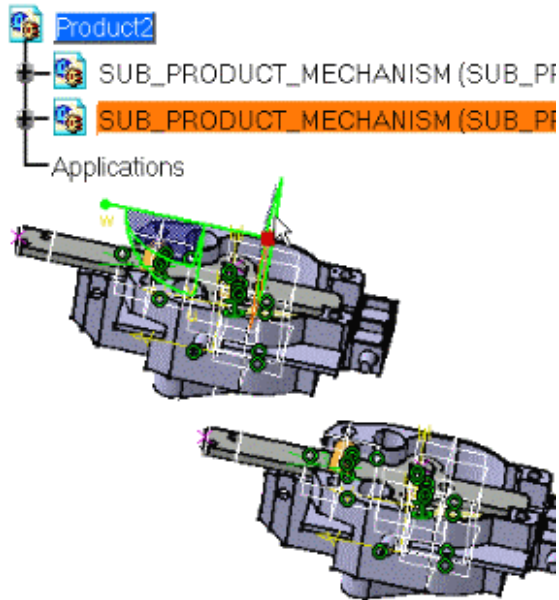 Product2
SUB_PRODUCT_MECHANISM (SUB_PR
SUB_PRODUCT_MECHANISM (SUB_PR
Applications
w